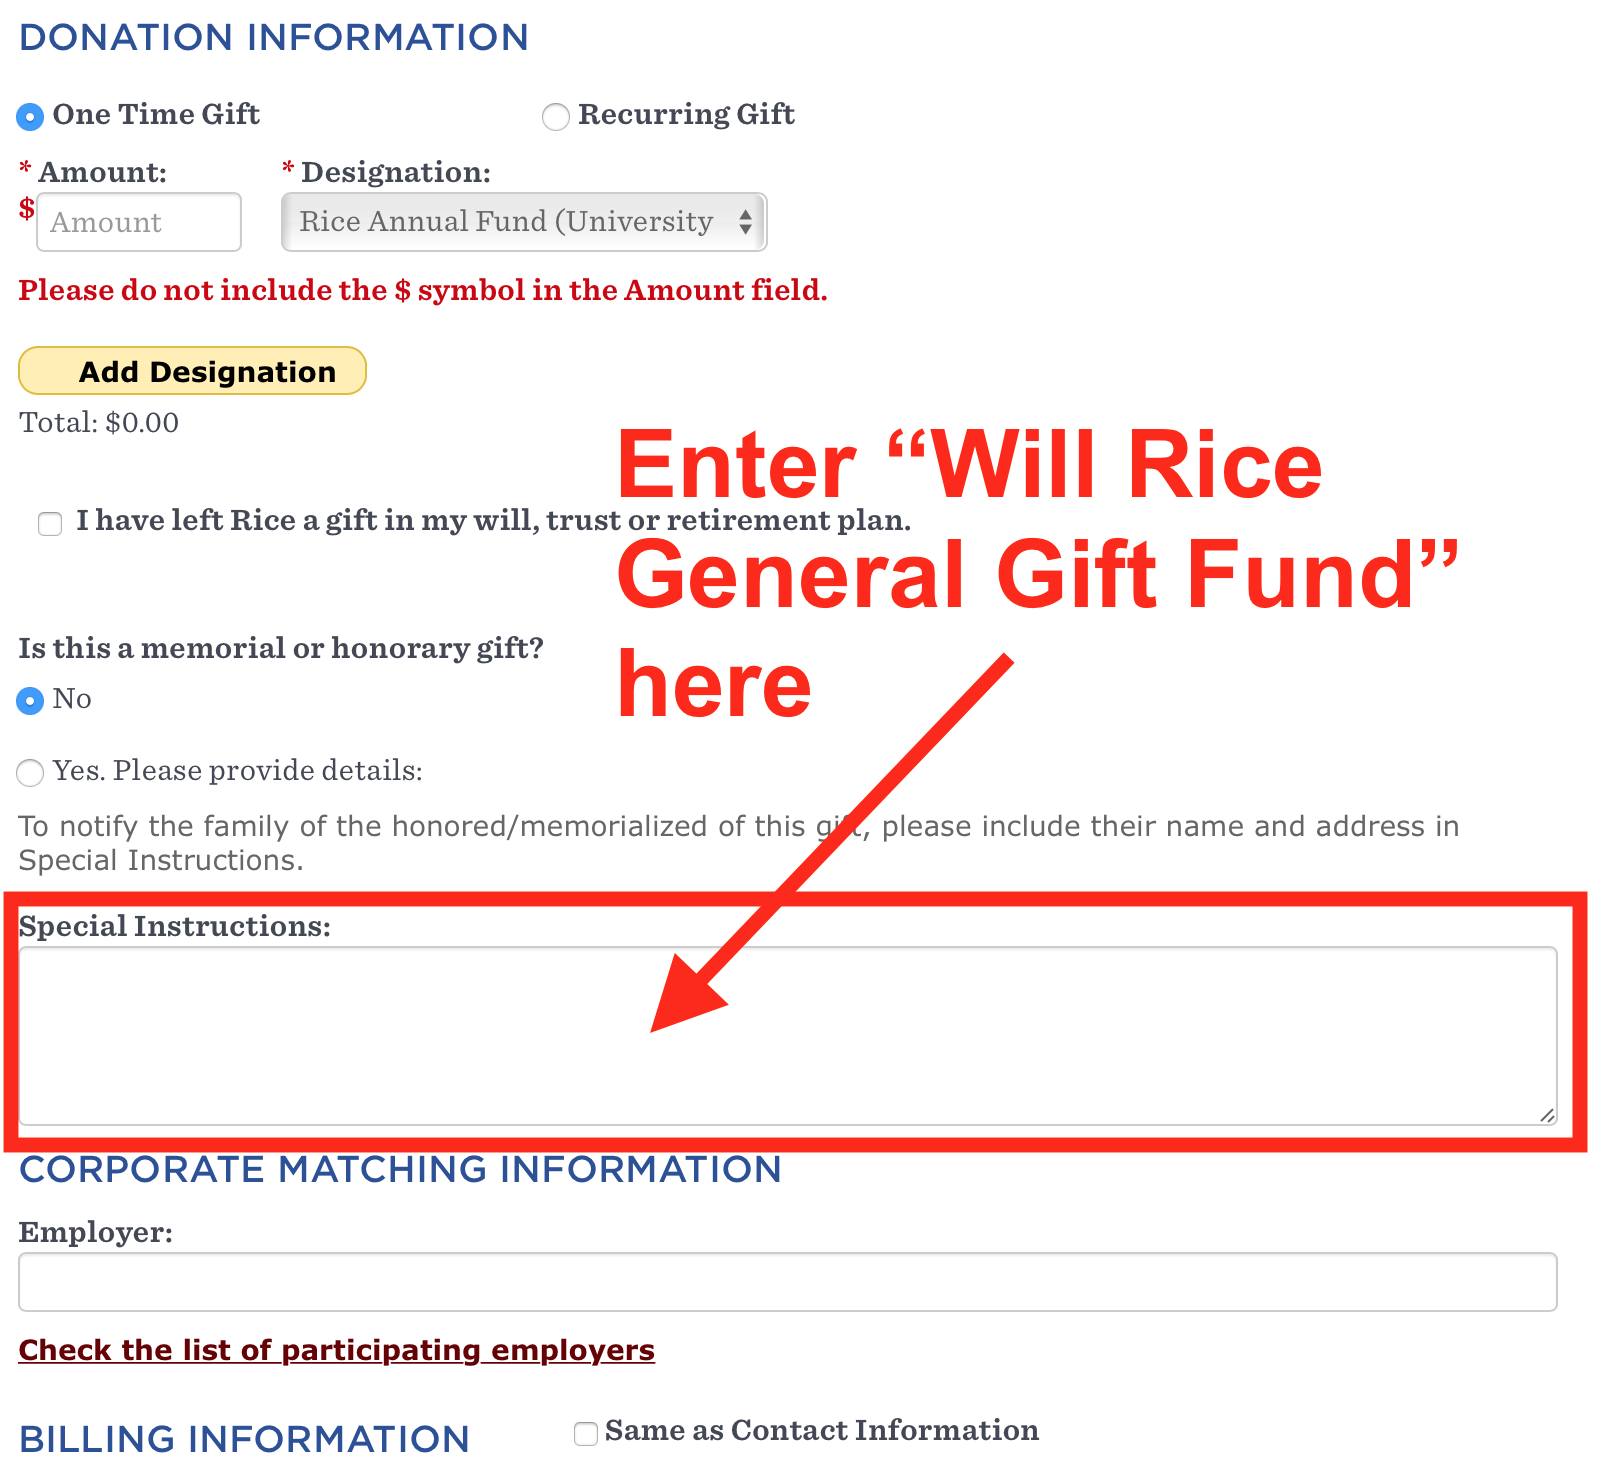 DONATION INFORMATION
One Time Gift
Recurring Gift
* Amount:
* Designation:
$
Amount
Rice Annual Fund (University
Please do not include the $ symbol in the Amount field.
Add Designation
Total: $0.00
Enter “Will Rice
General Gift Fund”
here
I have left Rice a gift in my will, trust or retirement plan.
Is this a memorial or honorary gift?
No
Yes. Please provide details:
To notify the family of the honored/memorialized of this gift, please include their name and address in
Special Instructions.
Special Instructions:
CORPORATE MATCHING INFORMATION
Employer:
Check the list of participating employers
BILLING INFORMATION
Same as Contact Information